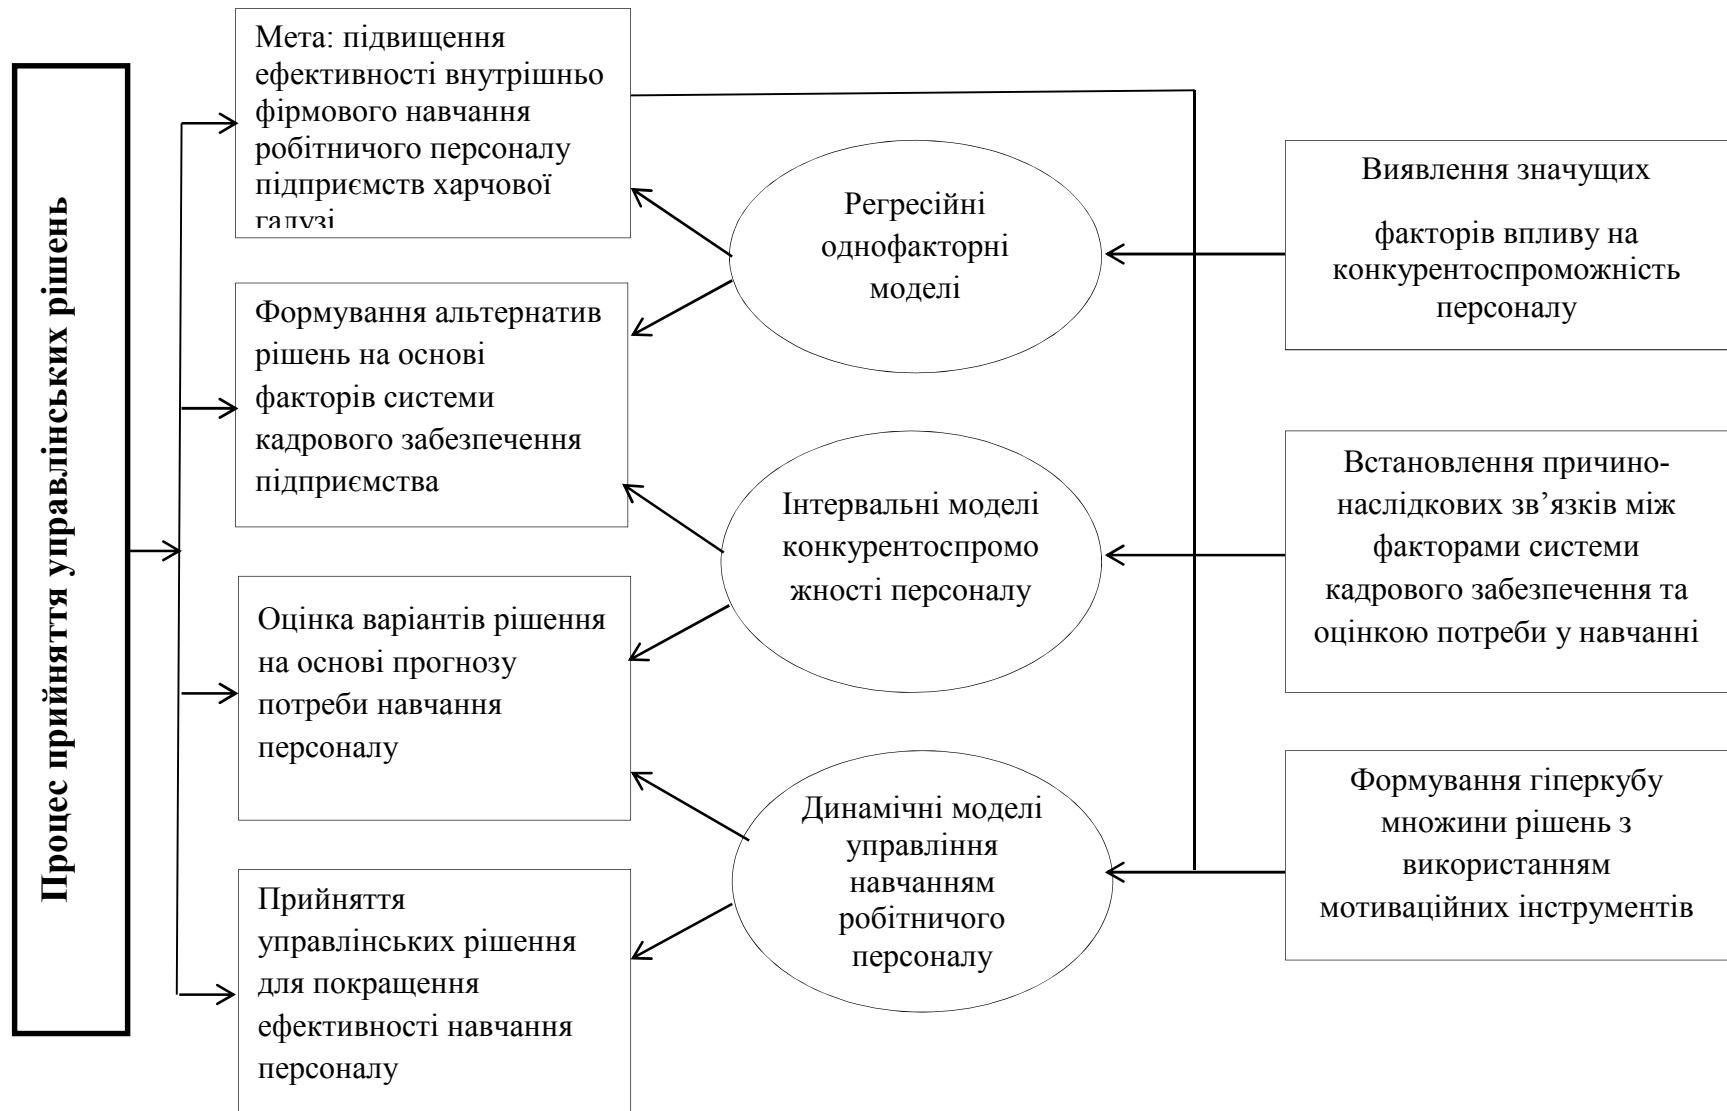 Процес прийняття управлінських рішень
Мета: підвищення
ефективності внутрішньо
фірмового навчання
робітничого персоналу
підприємств харчової
галузі
Формування альтернатив
рішень на основі
факторів системи
кадрового забезпечення
підприємства
Оцінка варіантів рішення
на основі прогнозу
потреби навчання
персоналу
Прийняття
управлінських рішення
для покращення
ефективності навчання
персоналу
Регресійні
однофакторні
моделі
Інтервальні моделі
конкурентоспромо
жності персоналу
Динамічні моделі
управління
навчанням
робітничого
персоналу
Виявлення значущих
факторів впливу на
конкурентоспроможність
персоналу
Встановлення причино-
наслідкових зв’язків між
факторами системи
кадрового забезпечення та
оцінкою потреби у навчанні
Формування гіперкубу
множини рішень з
використанням
мотиваційних інструментів